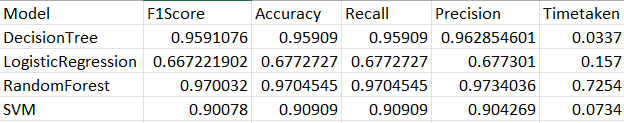 Model F1Score Accuracy Recall Precision Timetaken
DecisionTree 0.9591076 0.95909 0.95909 0.962854601 0.0337
LogisticRegression 0.667221902 0.6772727 0.6772727 0.677301 0.157
RandomForest 0.970032 0.9704545 0.9704545 0.9734036 0.7254
SVM 0.90078 0.90909 0.90909 0.904269 0.0734